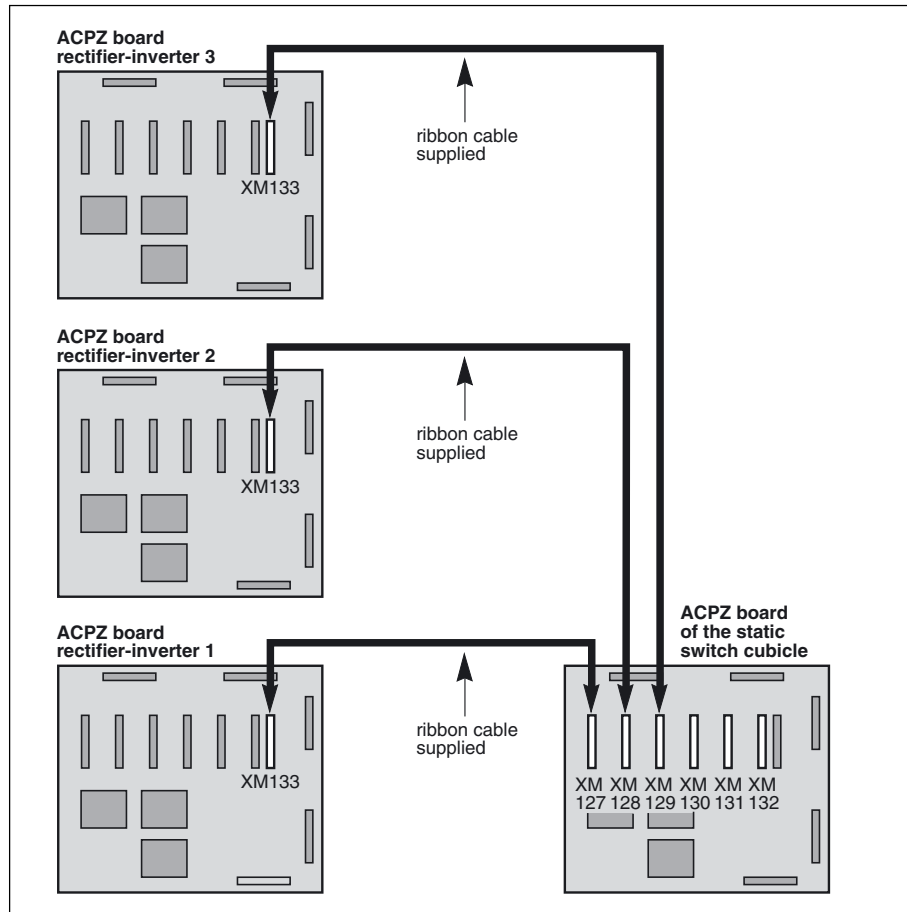 ACPZ board
rectifier-inverter 3
ribbon cable
supplied
XM133
ACPZ board
rectifier-inverter 2
ribbon cable
supplied
XM133
ACPZ board
rectifier-inverter 1
ribbon cable
supplied
XM133
ACPZ board
of the static
switch cubicle
XM XM XM XM XM XM
127 128 129 130 131 132